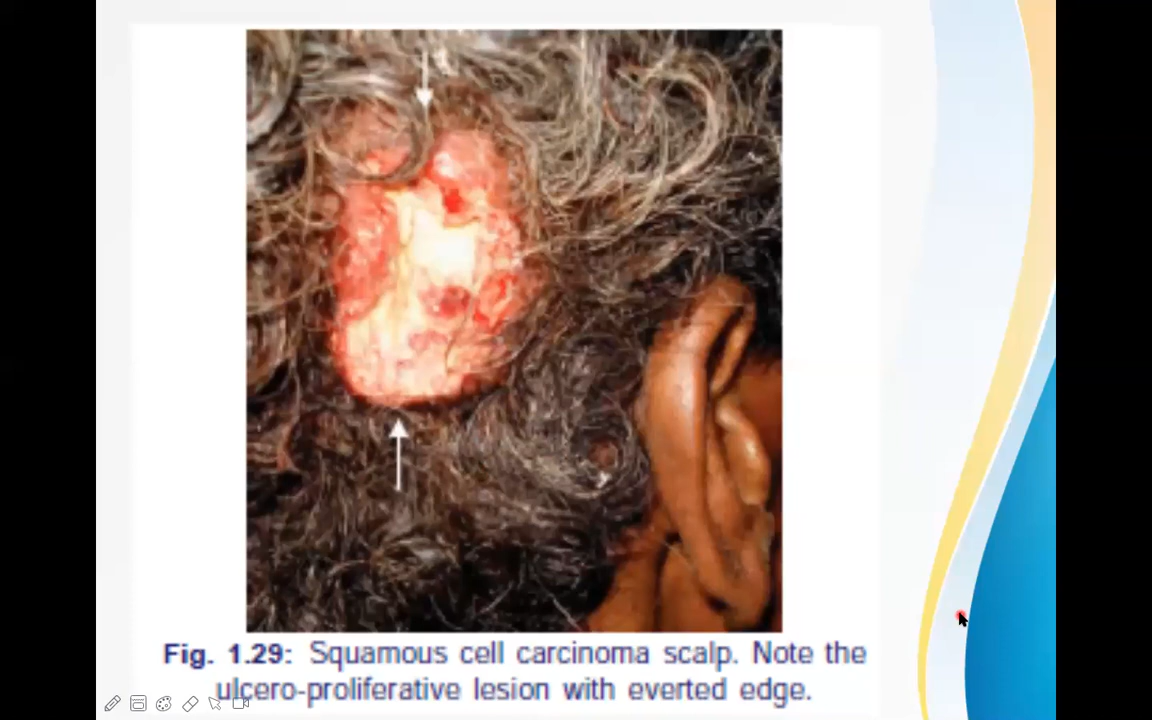 Fig. 1.29: Squamous cell carcinoma scalp. Note the
ulcero-proliferative lesion with everted edge.